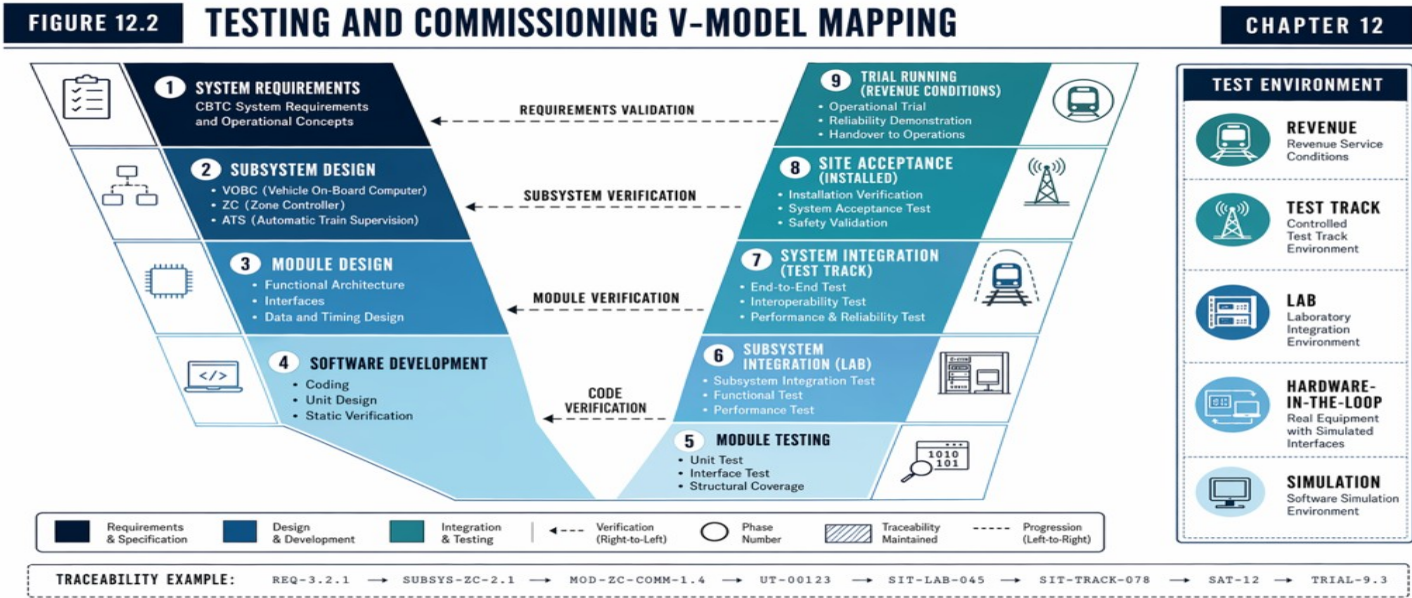 FIGURE 12.2
TESTING AND COMMISSIONING V-MODEL MAPPING
CHAPTER 12
1
SYSTEM REQUIREMENTS
CBTC System Requirements
and Operational Concepts
2
SUBSYSTEM DESIGN
• VOBC (Vehicle On-Board Computer)
• ZC (Zone Controller)
• ATS (Automatic Train Supervision)
3
MODULE DESIGN
• Functional Architecture
• Interfaces
• Data and Timing Design
4
SOFTWARE DEVELOPMENT
• Coding
• Unit Design
• Static Verification
</>
REQUIREMENTS VALIDATION
SUBSYSTEM VERIFICATION
MODULE VERIFICATION
CODE
VERIFICATION
9
TRIAL RUNNING
(REVENUE CONDITIONS)
• Operational Trial
• Reliability Demonstration
• Handover to Operations
8
SITE ACCEPTANCE
(INSTALLED)
• Installation Verification
• System Acceptance Test
• Safety Validation
7
SYSTEM INTEGRATION
(TEST TRACK)
• End-to-End Test
• Interoperability Test
• Performance & Reliability Test
6
SUBSYSTEM
INTEGRATION (LAB)
• Subsystem Integration Test
• Functional Test
• Performance Test
5
MODULE TESTING
• Unit Test
• Interface Test
• Structural Coverage
1010
101
TEST ENVIRONMENT
REVENUE
Revenue Service
Conditions
TEST TRACK
Controlled
Test Track
Environment
LAB
Laboratory
Integration
Environment
HARDWARE-
IN-THE-LOOP
Real Equipment
with Simulated
Interfaces
SIMULATION
Software Simulation
Environment
Requirements
& Specification
Design
& Development
Integration
& Testing
Verification
(Right-to-Left)
Phase
Number
Traceability
Maintained
Progression
(Left-to-Right)
TRACEABILITY EXAMPLE: REQ-3.2.1 → SUBSYS-ZC-2.1 → MOD-ZC-COMM-1.4 → UT-00123 → SIT-LAB-045 → SIT-TRACK-078 → SAT-12 → TRIAL-9.3